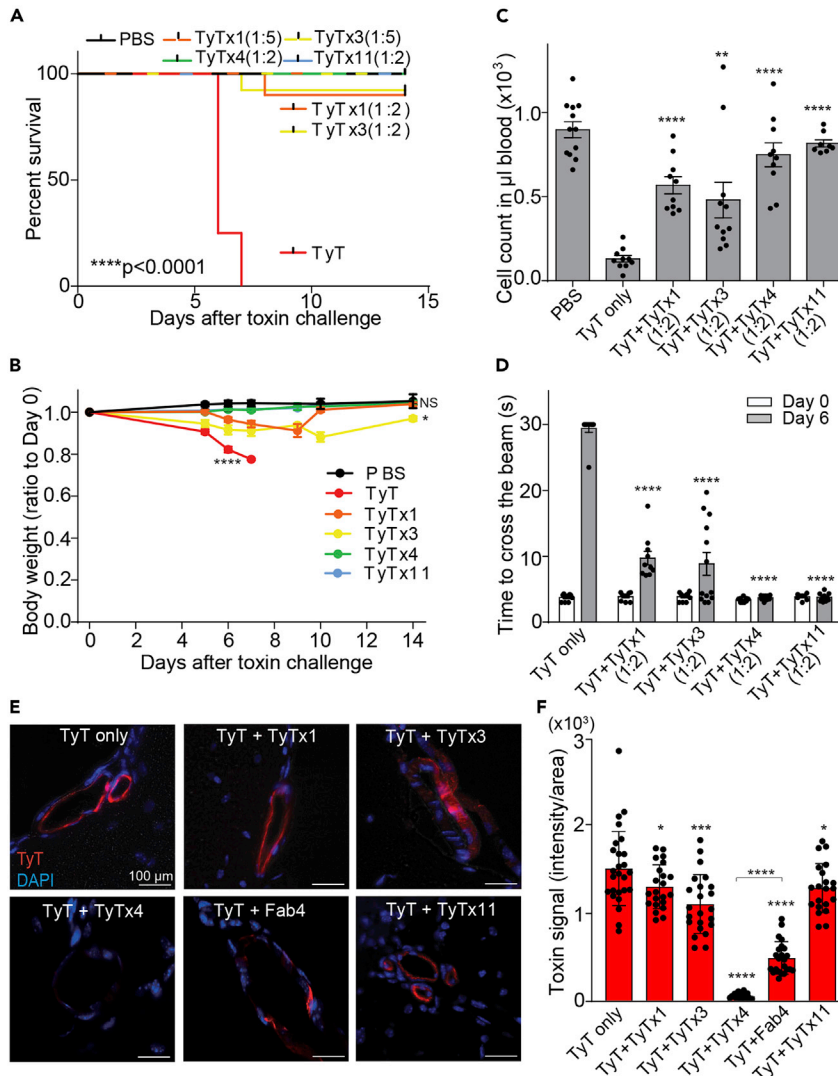 A
PBS
TyTx1(1:5)
TyTx3(1:5)
TyTx4(1:2)
TyTx11(1:2)
TyTx1(1:2)
TyTx3(1:2)
TyT
****p<0.0001
100
50
0
0
5
10
15
Percent survival
Days after toxin challenge
B
1.0
0.8
0.6
0.4
0.2
0.0
0
2
4
6
8
10
12
14
NS
*
****
PBS
TyT
TyTx1
TyTx3
TyTx4
TyTx11
Body weight (ratio to Day 0)
Days after toxin challenge
C
Cell count in µl blood (x10³)
1.0
0.5
0.0
****
**
****
****
PBS
TyT only
TyT+TyTx1
(1:2)
TyT+TyTx3
(1:2)
TyT+TyTx4
(1:2)
TyT+TyTx11
(1:2)
D
Day 0
Day 6
Time to cross the beam (s)
30
20
10
0
****
****
****
****
TyT only
TyT+TyTx1
(1:2)
TyT+TyTx3
(1:2)
TyT+TyTx4
(1:2)
TyT+TyTx11
(1:2)
E
TyT only
TyT + TyTx1
TyT + TyTx3
TyT
DAPI
100 µm
TyT + TyTx4
TyT + Fab4
TyT + TyTx11
F
(x10³)
Toxin signal (intensity/area)
3
2
1
0
*
***
****
****
****
*
TyT only
TyT+TyTx1
TyT+TyTx3
TyT+TyTx4
TyT+Fab4
TyT+TyTx11